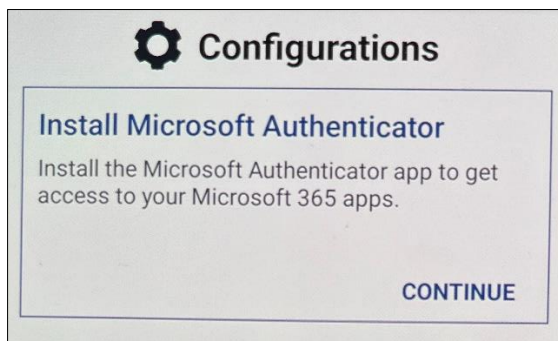 Configurations
Install Microsoft Authenticator
Install the Microsoft Authenticator app to get
access to your Microsoft 365 apps.
CONTINUE